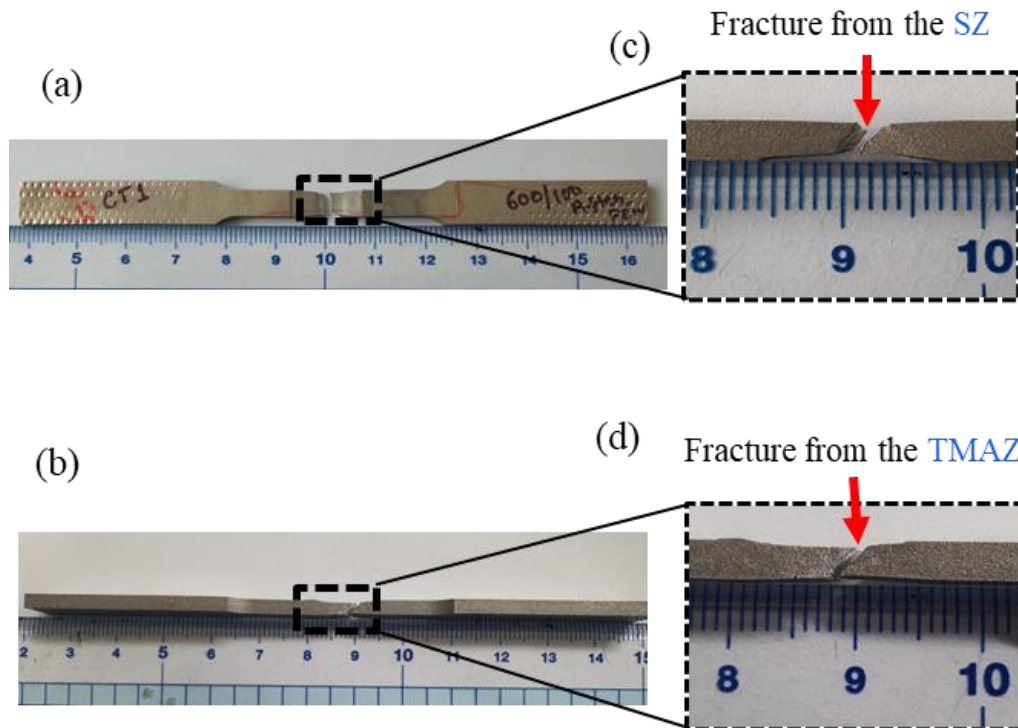 Fracture from the SZ
(c)
(a)
CT1
600/100
4 5 6 7 8 9 10 11 12 13 14 15 16
8 9 10
Fracture from the TMAZ
(d)
(b)
2 3 4 5 6 7 8 9 10 11 12 13 14 15
8 9 10